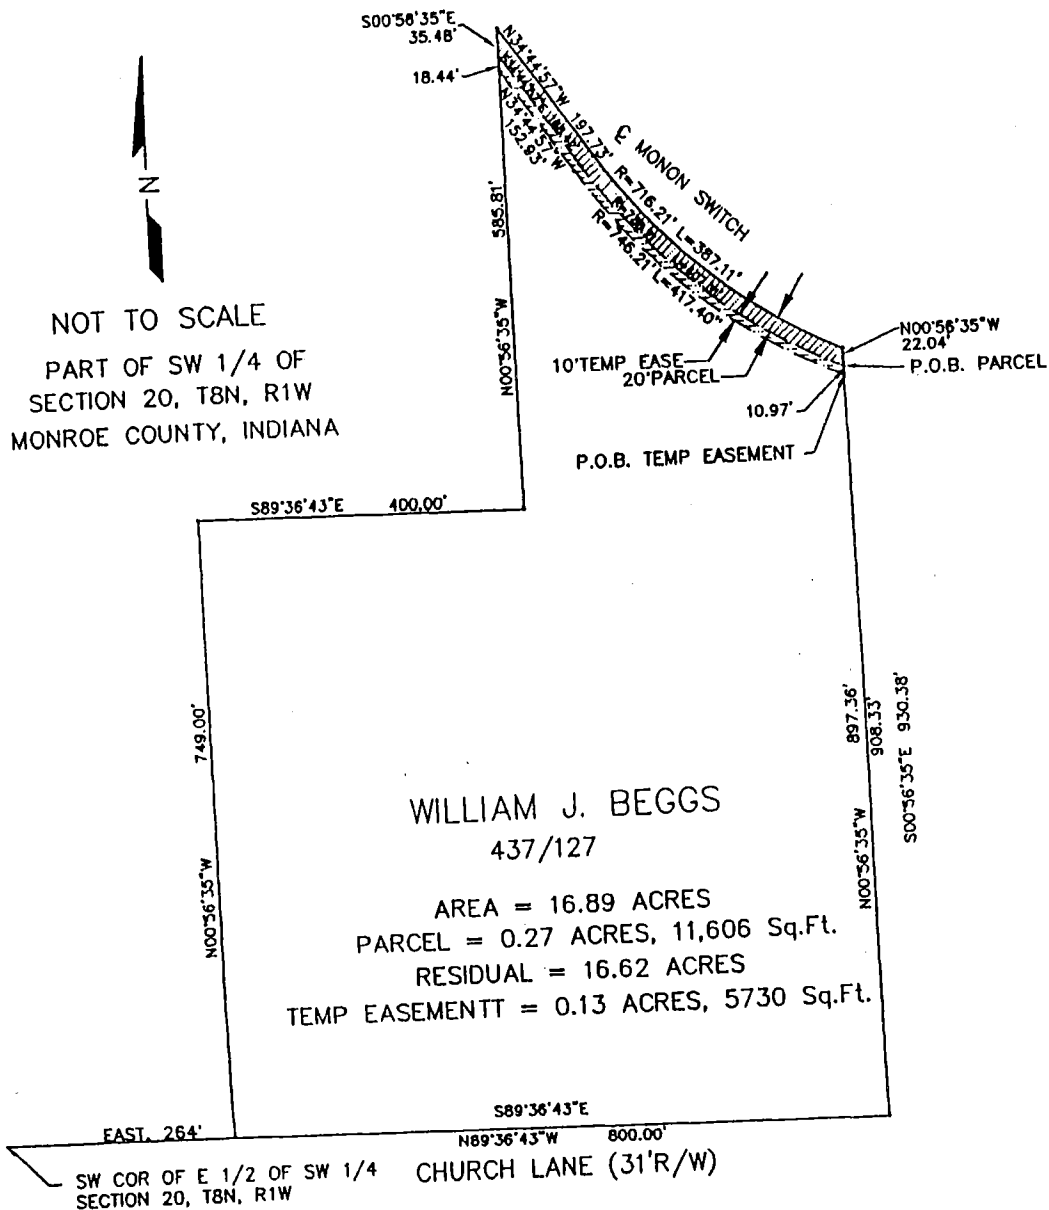 S00°56'35"E
35.48'
18.44'
N34°44'57"W 197.73' R=716.21' L=387.11'
N34°44'57"W
152.93'
R=746.21' L=417.40"
℄ MONON SWITCH
N
585.81'
N00°56'35"W
NOT TO SCALE
PART OF SW 1/4 OF
SECTION 20, T8N, R1W
MONROE COUNTY, INDIANA
N00°56'35"W
22.04'
P.O.B. PARCEL
10'TEMP EASE
20'PARCEL
10.97'
P.O.B. TEMP EASEMENT
S89°36'43"E 400.00'
749.00'
N00°56'35"W
897.36'
908.33'
N00°56'35"W
S00°56'35"E 930.38'
WILLIAM J. BEGGS
437/127
AREA = 16.89 ACRES
PARCEL = 0.27 ACRES, 11,606 Sq.Ft.
RESIDUAL = 16.62 ACRES
TEMP EASEMENTT = 0.13 ACRES, 5730 Sq.Ft.
S89°36'43"E
EAST, 264'
N89°36'43"W 800.00'
SW COR OF E 1/2 OF SW 1/4
SECTION 20, T8N, R1W
CHURCH LANE (31'R/W)